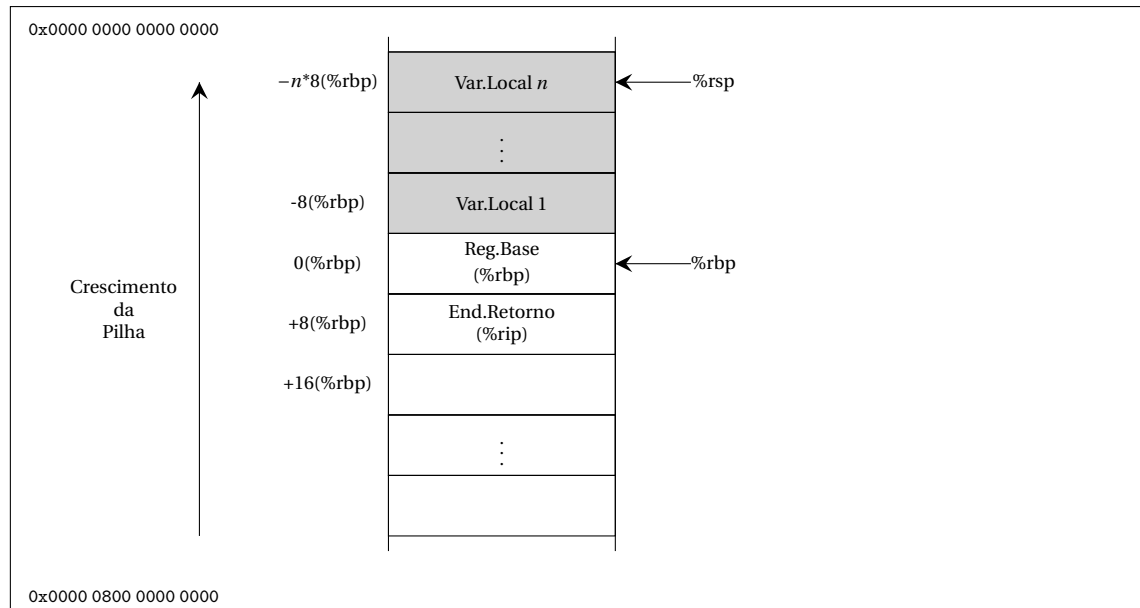 0x0000 0000 0000 0000
−n*8(%rbp) Var.Local n %rsp
⋮
-8(%rbp) Var.Local 1
0(%rbp) Reg.Base (%rbp) %rbp
Crescimento
da
Pilha
+8(%rbp) End.Retorno (%rip)
+16(%rbp)
⋮
0x0000 0800 0000 0000